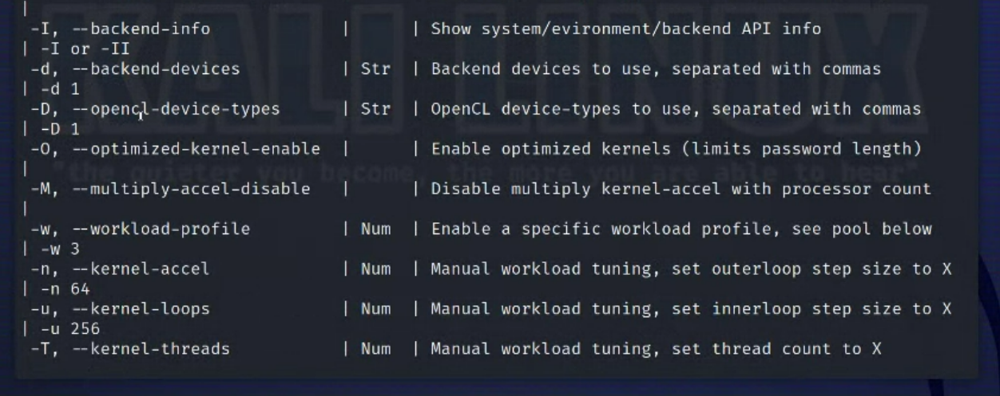 KALI LINUX
"the quieter you become, the more you are able to hear"
|
-I, --backend-info | | Show system/evironment/backend API info
| -I or -II
-d, --backend-devices | Str | Backend devices to use, separated with commas
| -d 1
-D, --opencl-device-types | Str | OpenCL device-types to use, separated with commas
| -D 1
-O, --optimized-kernel-enable | | Enable optimized kernels (limits password length)
|
-M, --multiply-accel-disable | | Disable multiply kernel-accel with processor count
|
-w, --workload-profile | Num | Enable a specific workload profile, see pool below
| -w 3
-n, --kernel-accel | Num | Manual workload tuning, set outerloop step size to X
| -n 64
-u, --kernel-loops | Num | Manual workload tuning, set innerloop step size to X
| -u 256
-T, --kernel-threads | Num | Manual workload tuning, set thread count to X